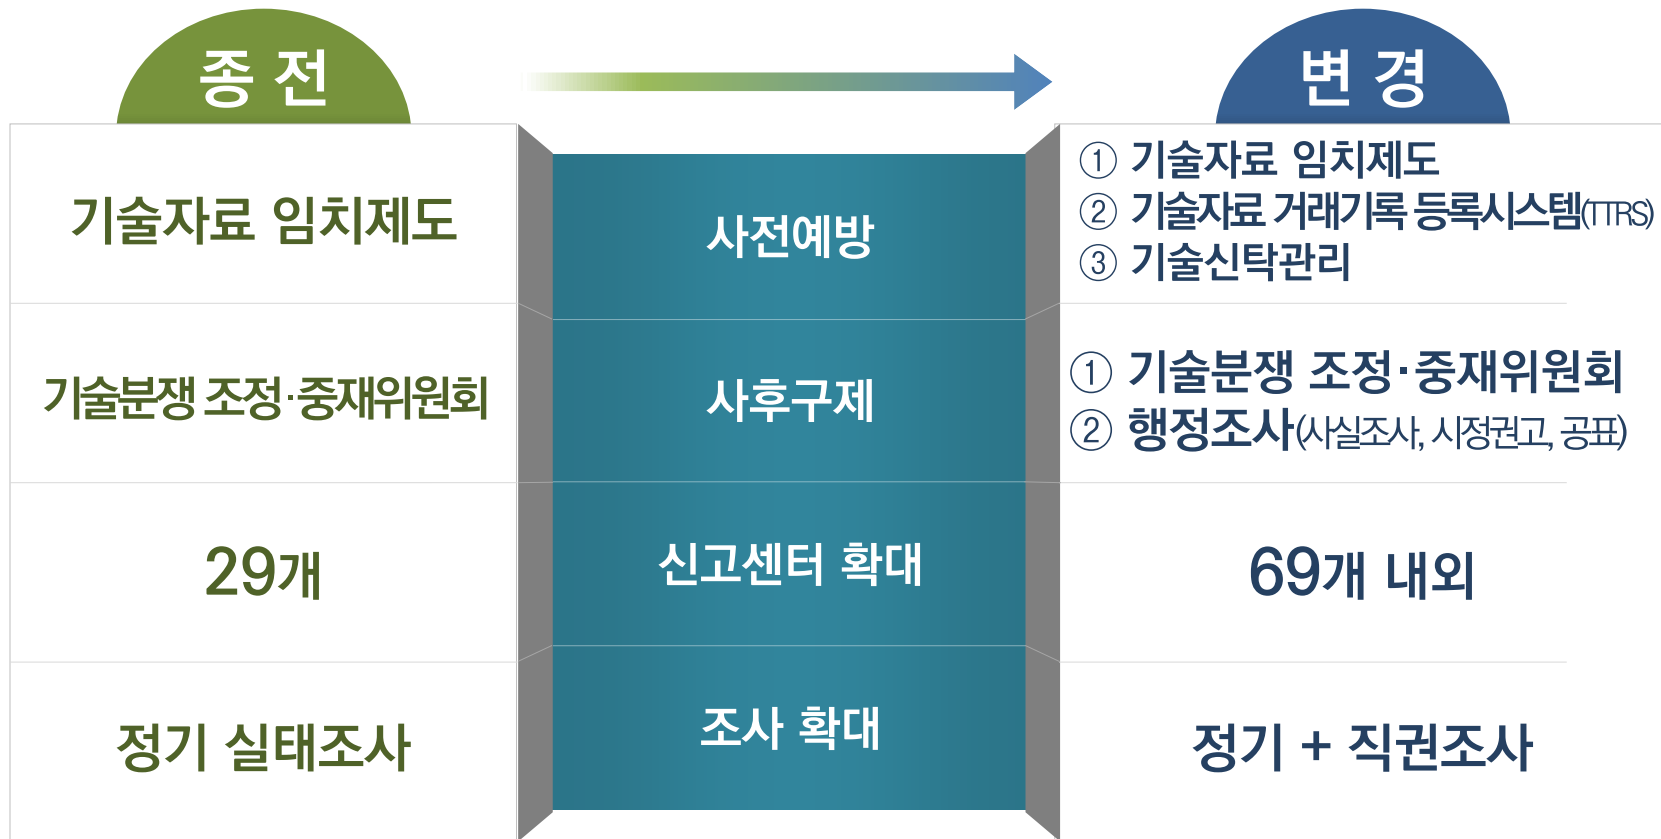 종 전
변 경
기술자료 임치제도
사전예방
① 기술자료 임치제도
② 기술자료 거래기록 등록시스템(TTRS)
③ 기술신탁관리
기술분쟁 조정·중재위원회
사후구제
① 기술분쟁 조정·중재위원회
② 행정조사(사실조사, 시정권고, 공표)
29개
신고센터 확대
69개 내외
정기 실태조사
조사 확대
정기 + 직권조사